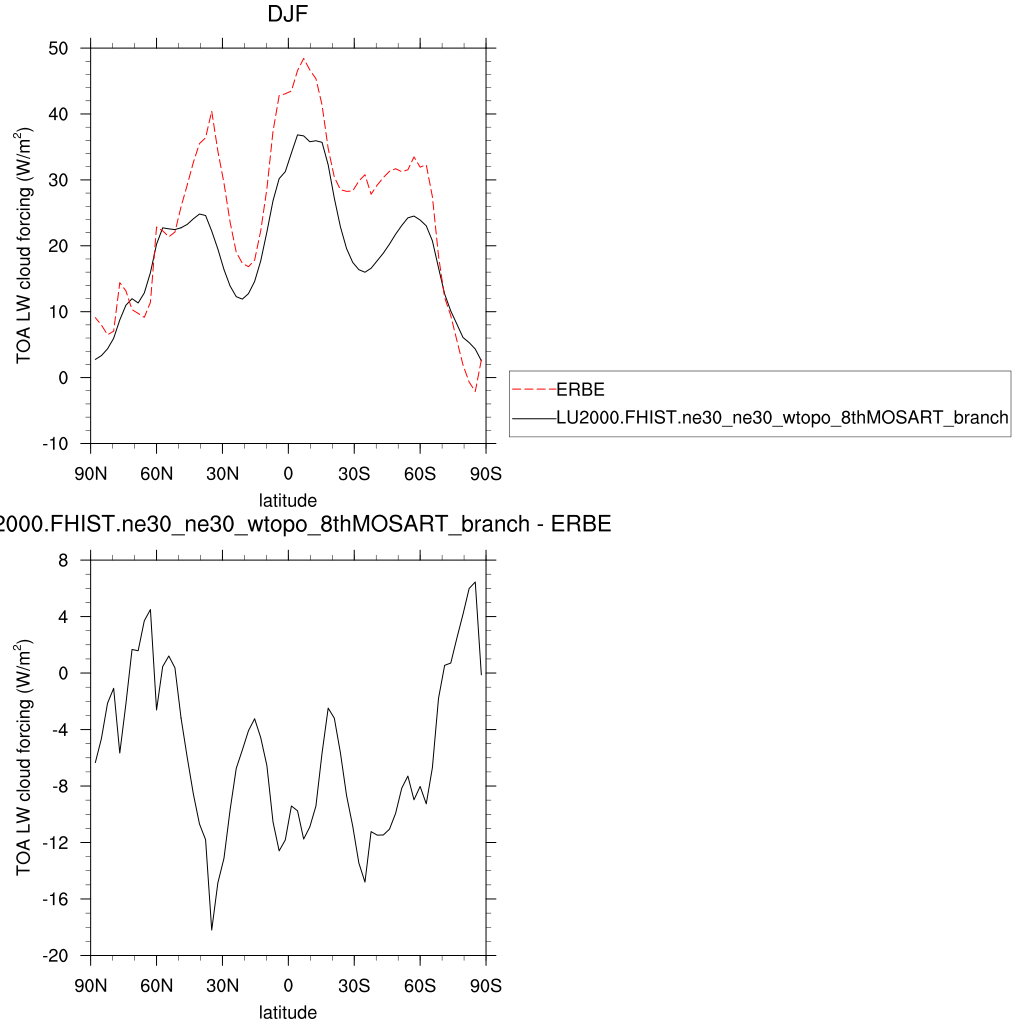 DJF
TOA LW cloud forcing (W/m²)
50
40
30
20
10
0
-10
90N 60N 30N 0 30S 60S 90S
latitude
ERBE
LU2000.FHIST.ne30_ne30_wtopo_8thMOSART_branch
2000.FHIST.ne30_ne30_wtopo_8thMOSART_branch - ERBE
TOA LW cloud forcing (W/m²)
8
4
0
-4
-8
-12
-16
-20
90N 60N 30N 0 30S 60S 90S
latitude